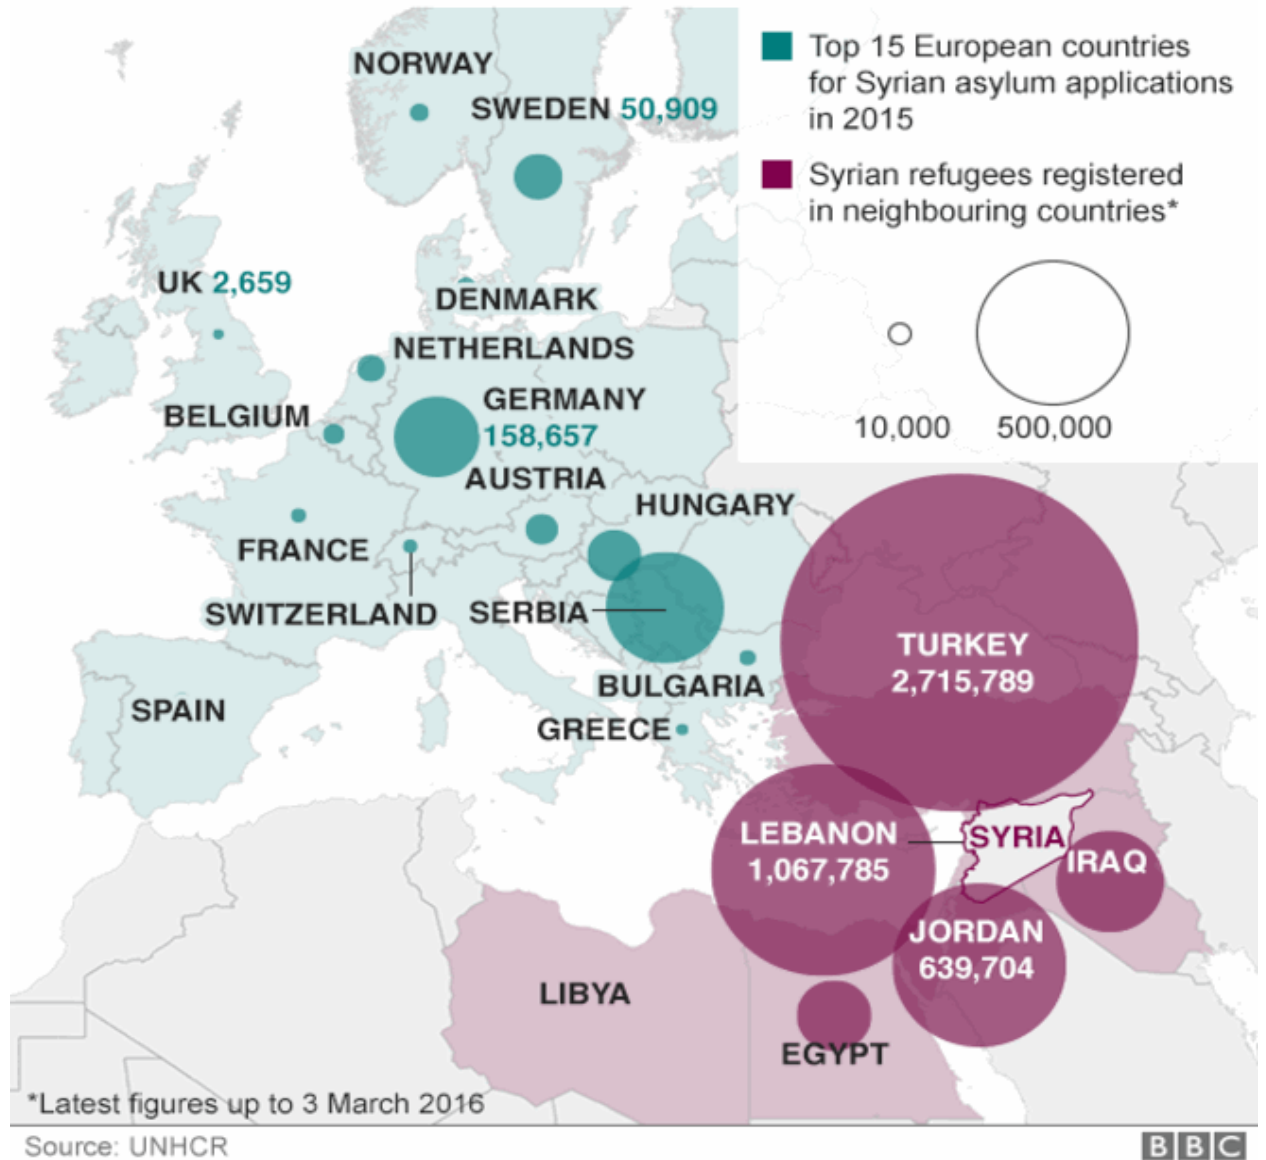 Top 15 European countries
for Syrian asylum applications
in 2015
Syrian refugees registered
in neighbouring countries*
10,000
500,000
NORWAY
SWEDEN 50,909
UK 2,659
DENMARK
NETHERLANDS
BELGIUM
GERMANY
158,657
AUSTRIA
HUNGARY
FRANCE
SWITZERLAND
SERBIA
BULGARIA
SPAIN
GREECE
TURKEY
2,715,789
LEBANON
1,067,785
SYRIA
IRAQ
JORDAN
639,704
LIBYA
EGYPT
*Latest figures up to 3 March 2016
Source: UNHCR
BBC